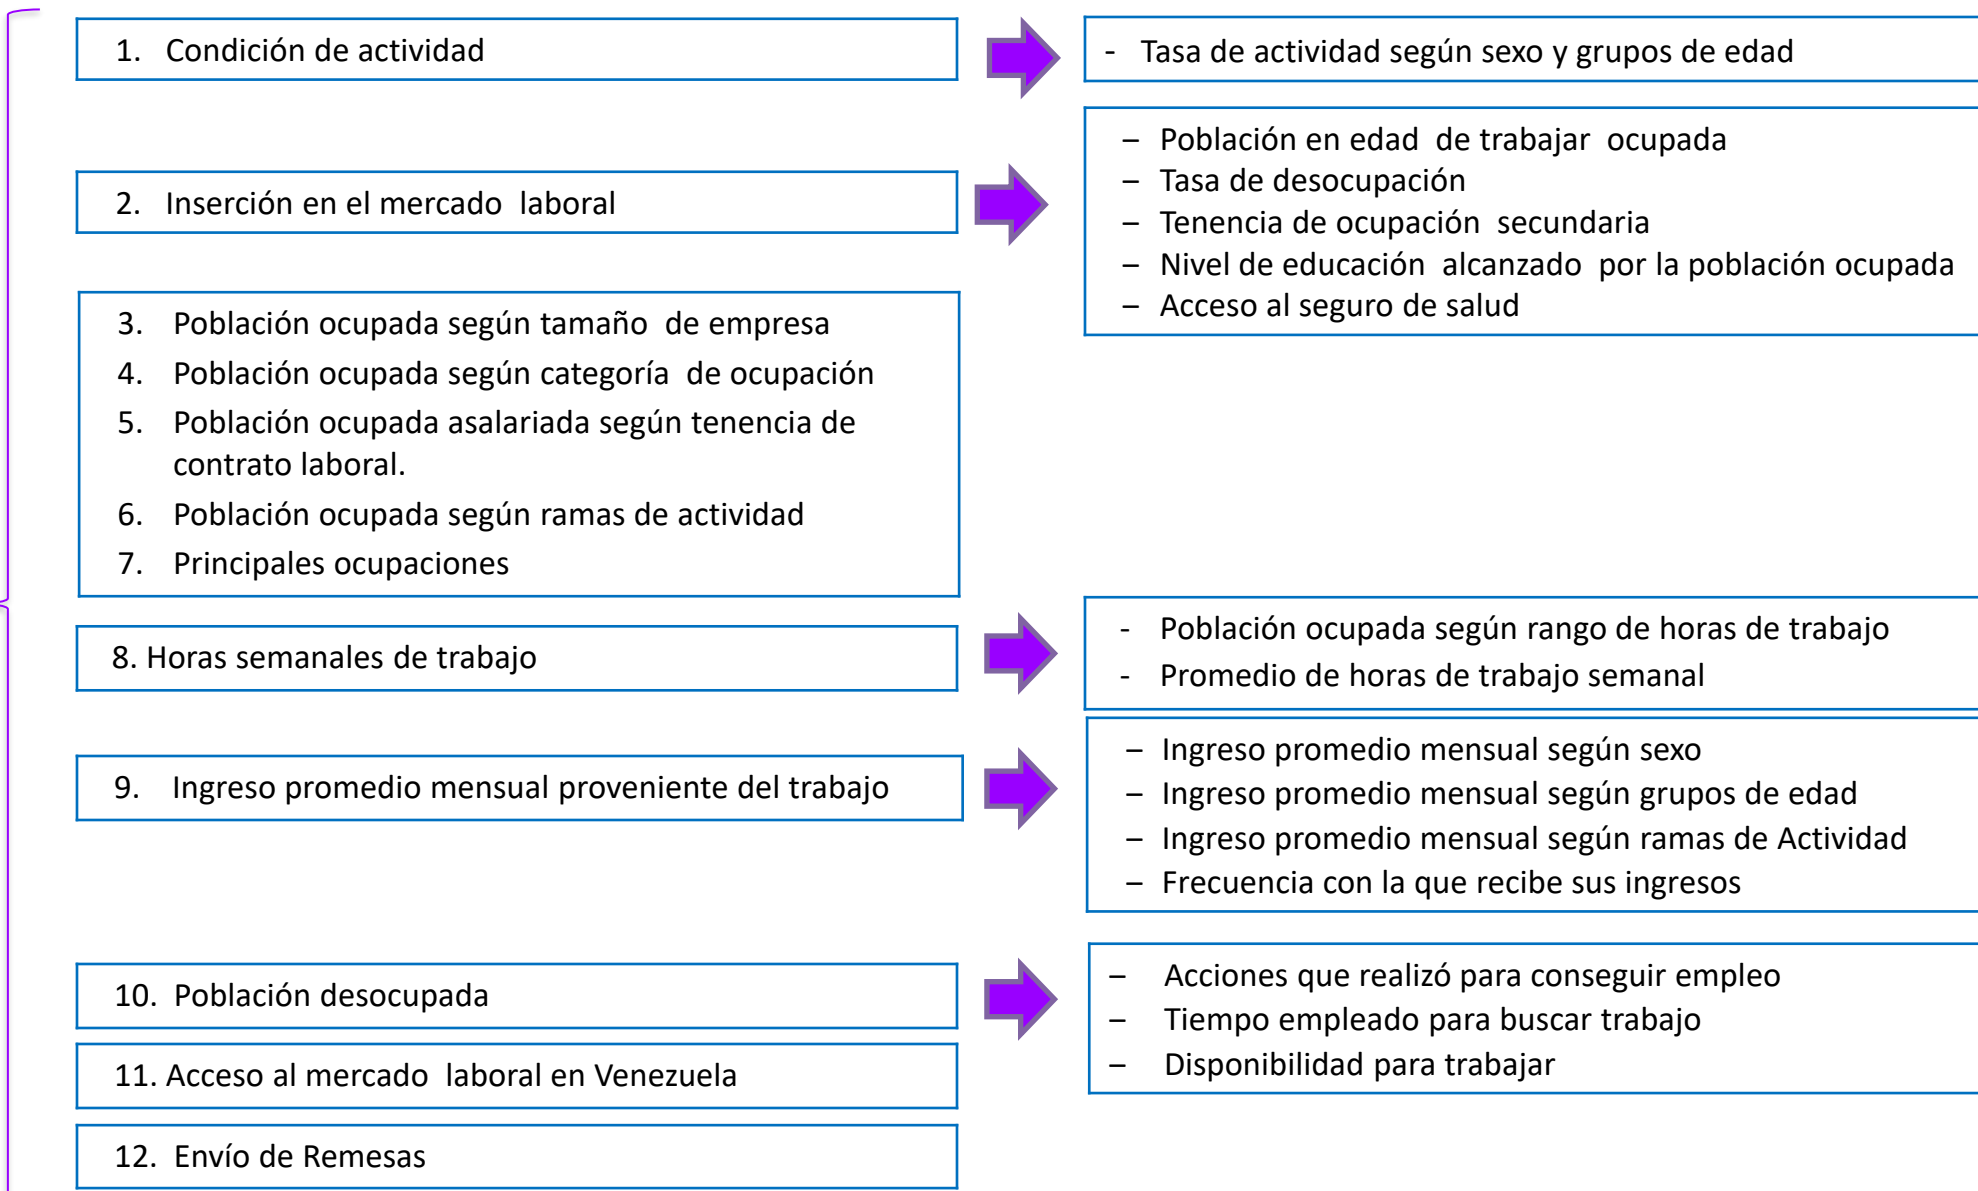 1. Condición de actividad
- Tasa de actividad según sexo y grupos de edad
2. Inserción en el mercado laboral
– Población en edad de trabajar ocupada
– Tasa de desocupación
– Tenencia de ocupación secundaria
– Nivel de educación alcanzado por la población ocupada
– Acceso al seguro de salud
3. Población ocupada según tamaño de empresa
4. Población ocupada según categoría de ocupación
5. Población ocupada asalariada según tenencia de
contrato laboral.
6. Población ocupada según ramas de actividad
7. Principales ocupaciones
8. Horas semanales de trabajo
- Población ocupada según rango de horas de trabajo
- Promedio de horas de trabajo semanal
9. Ingreso promedio mensual proveniente del trabajo
– Ingreso promedio mensual según sexo
– Ingreso promedio mensual según grupos de edad
– Ingreso promedio mensual según ramas de Actividad
– Frecuencia con la que recibe sus ingresos
10. Población desocupada
– Acciones que realizó para conseguir empleo
– Tiempo empleado para buscar trabajo
– Disponibilidad para trabajar
11. Acceso al mercado laboral en Venezuela
12. Envío de Remesas